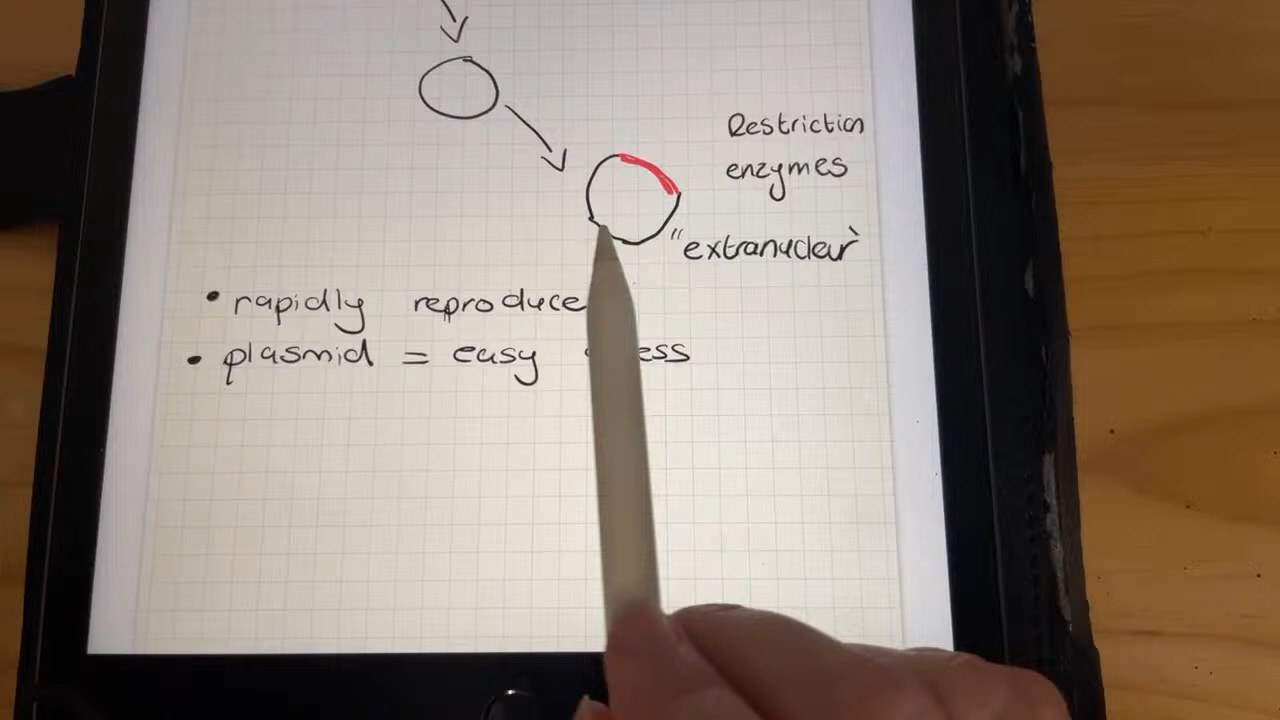 Restriction
enzymes
"extranuclear"
• rapidly reproduce
• plasmid = easy